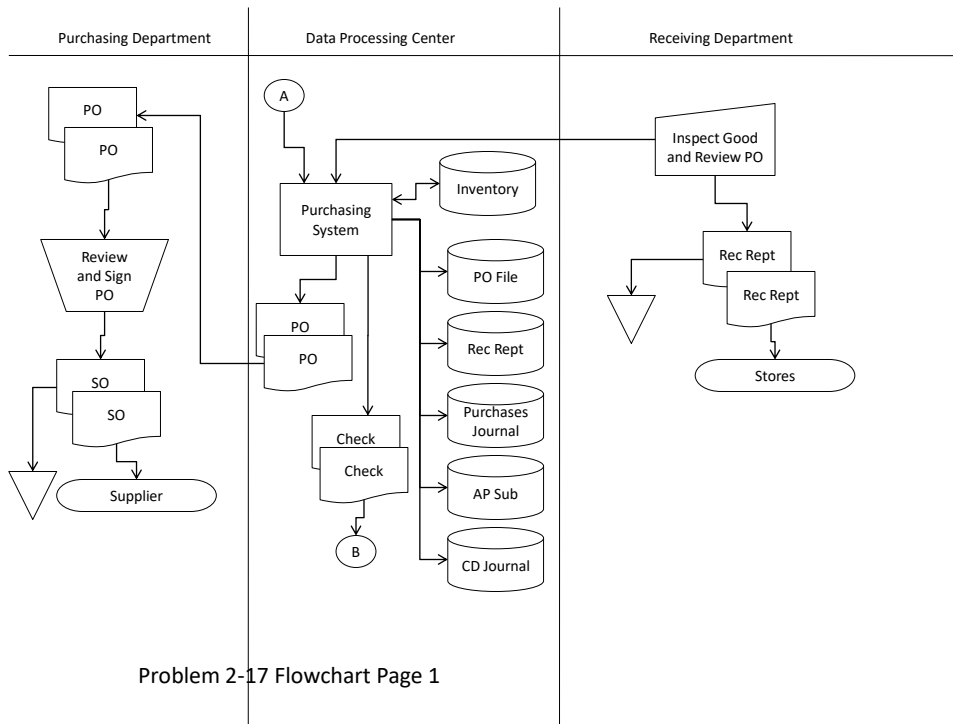 Purchasing Department
Data Processing Center
Receiving Department
PO
PO
Review
and Sign
PO
SO
SO
Supplier
A
Purchasing
System
PO
PO
Check
Check
B
Inventory
PO File
Rec Rept
Purchases
Journal
AP Sub
CD Journal
Inspect Good
and Review PO
Rec Rept
Rec Rept
Stores
Problem 2-17 Flowchart Page 1